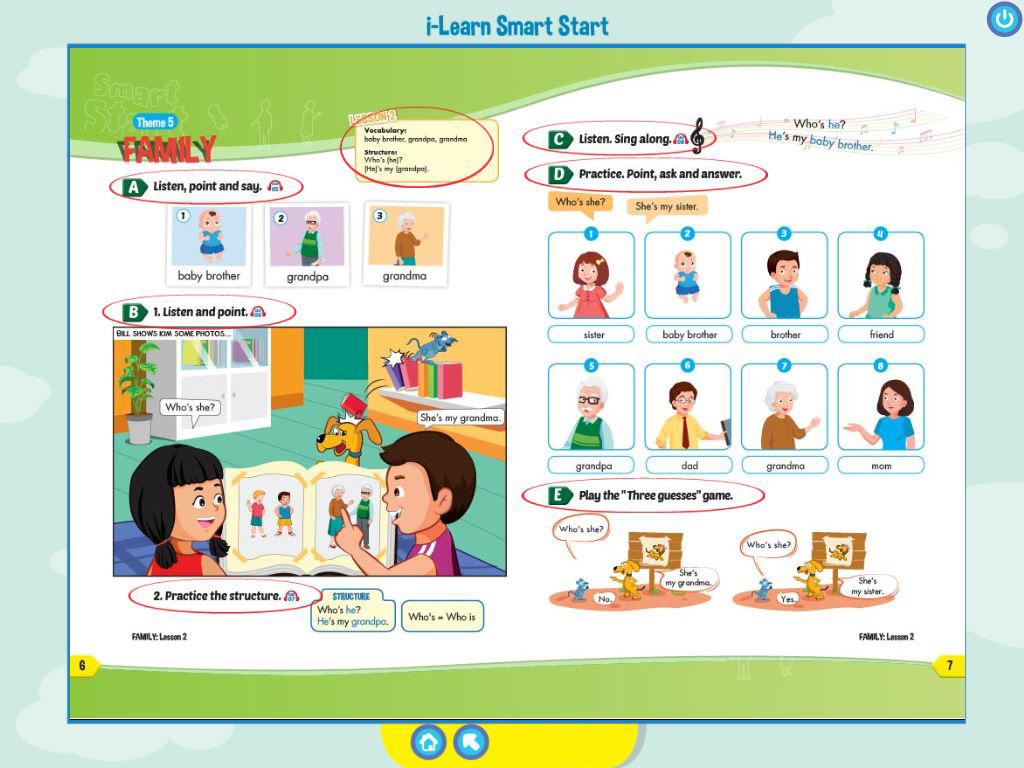 i-Learn Smart Start
Smart
Start
Theme 5
FAMILY
LESSON 2
Vocabulary:
baby brother, grandpa, grandma
Structure:
Who's (he)?
(He)'s my (grandpa).
A Listen, point and say.
1
baby brother
2
grandpa
3
grandma
B 1. Listen and point.
BILL SHOWS KIM SOME PHOTOS...
Who's she?
She's my grandma.
2. Practice the structure.
STRUCTURE
Who's he?
He's my grandpa.
Who's = Who is
FAMILY: Lesson 2
6
C Listen. Sing along.
Who's he?
He's my baby brother.
D Practice. Point, ask and answer.
Who's she?
She's my sister.
1
sister
2
baby brother
3
brother
4
friend
5
grandpa
6
dad
7
grandma
8
mom
E Play the "Three guesses" game.
Who's she?
She's
my grandma.
No.
Who's she?
She's
my sister.
Yes.
FAMILY: Lesson 2
7